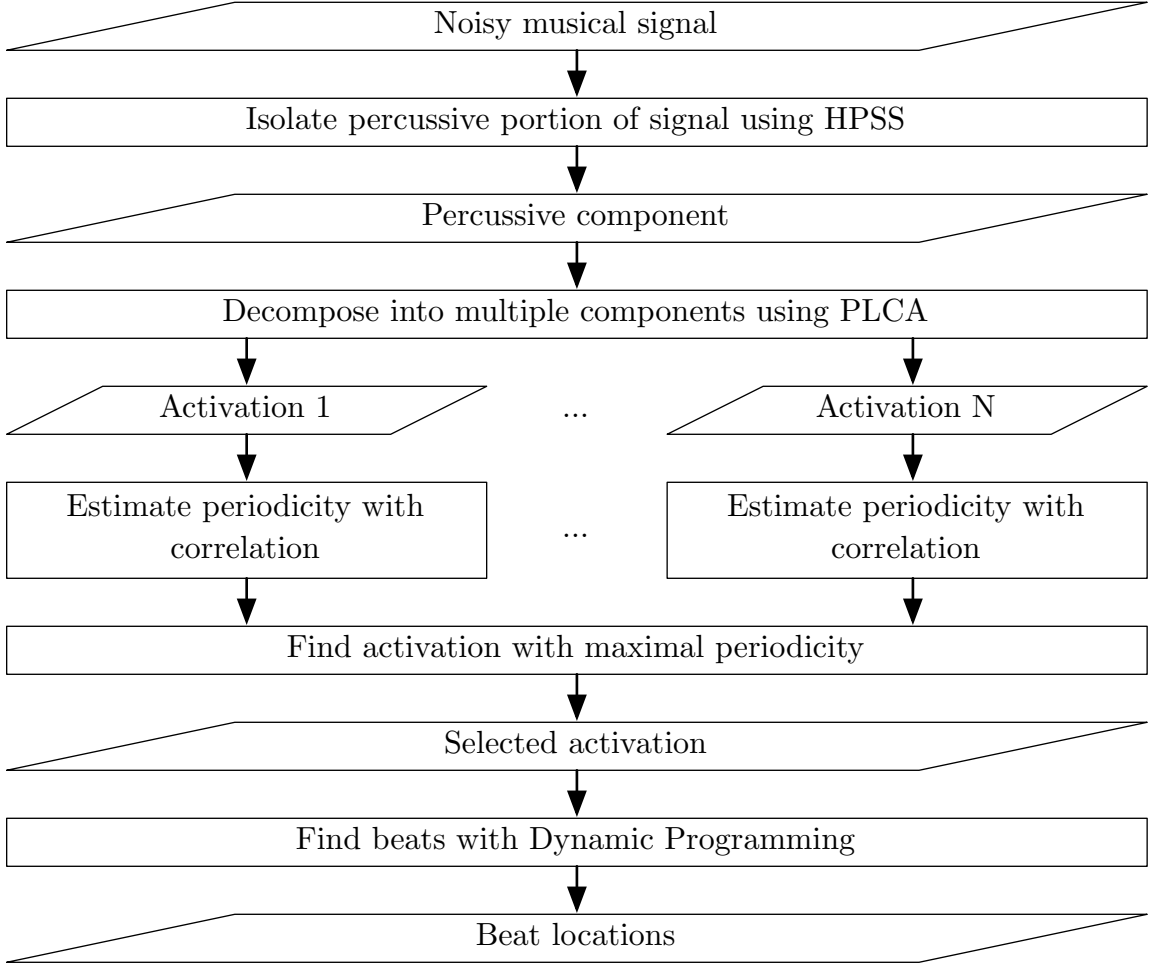 Noisy musical signal
Isolate percussive portion of signal using HPSS
Percussive component
Decompose into multiple components using PLCA
Activation 1
...
Activation N
Estimate periodicity with
correlation
...
Estimate periodicity with
correlation
Find activation with maximal periodicity
Selected activation
Find beats with Dynamic Programming
Beat locations